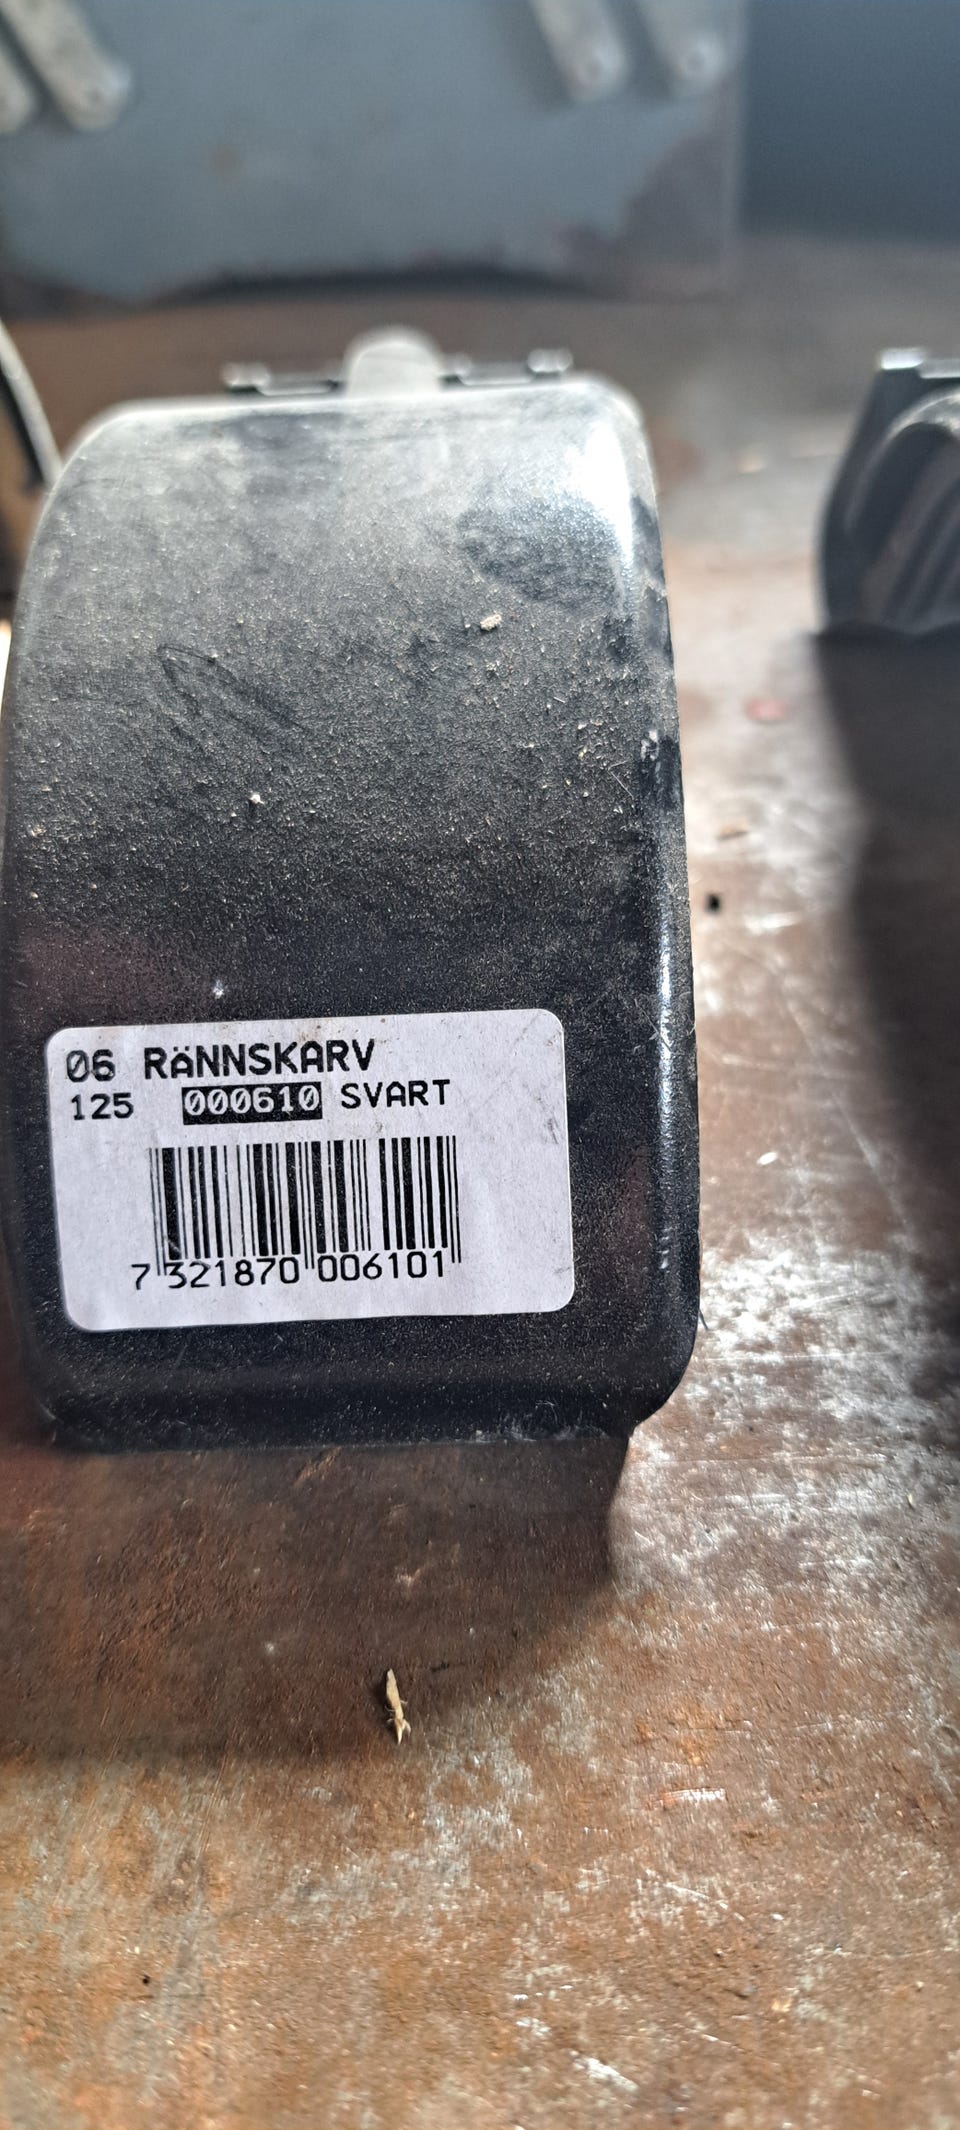 06 RÄNNSKARV
125 000610 SVART
7 321870 006101